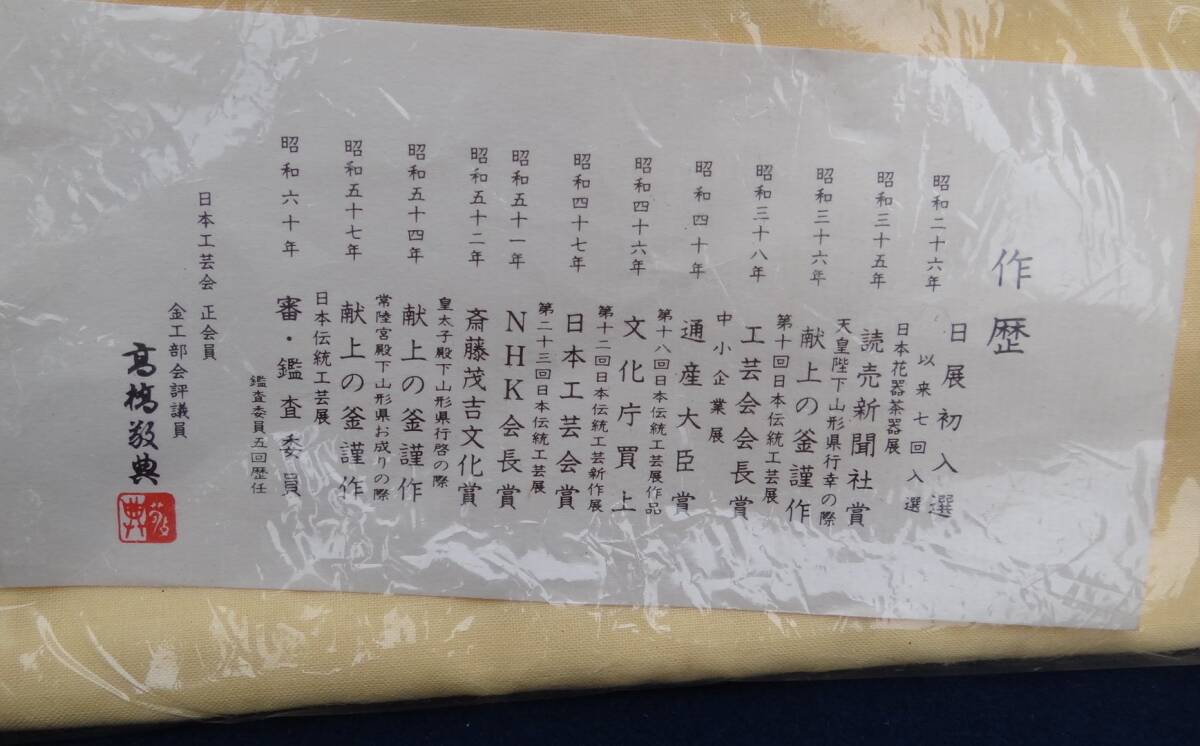 作歴
昭和二十六年 日展初入選
以来七回入選
日本花器茶器展
昭和三十五年 読売新聞社賞
天皇陛下山形県行幸の際
昭和三十六年 献上の釜謹作
第十回日本伝統工芸展
昭和三十八年 工芸会会長賞
中小企業展
昭和四十年 通産大臣賞
第十八回日本伝統工芸展作品
昭和四十六年 文化庁買上
第十二回日本伝統工芸新作展
昭和四十七年 日本工芸会賞
第二十三回日本伝統工芸展
昭和五十一年 NHK会長賞
昭和五十二年 斎藤茂吉文化賞
皇太子殿下山形県行啓の際
昭和五十四年 献上の釜謹作
常陸宮殿下山形県お成りの際
昭和五十七年 献上の釜謹作
日本伝統工芸展
昭和六十年 審・鑑査委員
鑑査委員五回歴任
日本工芸会 正会員
金工部会評議員
高橋敬典
敬典